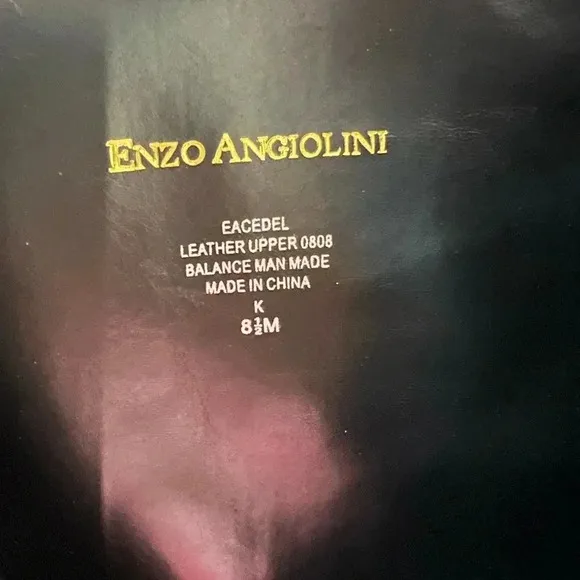 ENZO ANGIOLINI
EACEDEL
LEATHER UPPER 0808
BALANCE MAN MADE
MADE IN CHINA
K
8½M